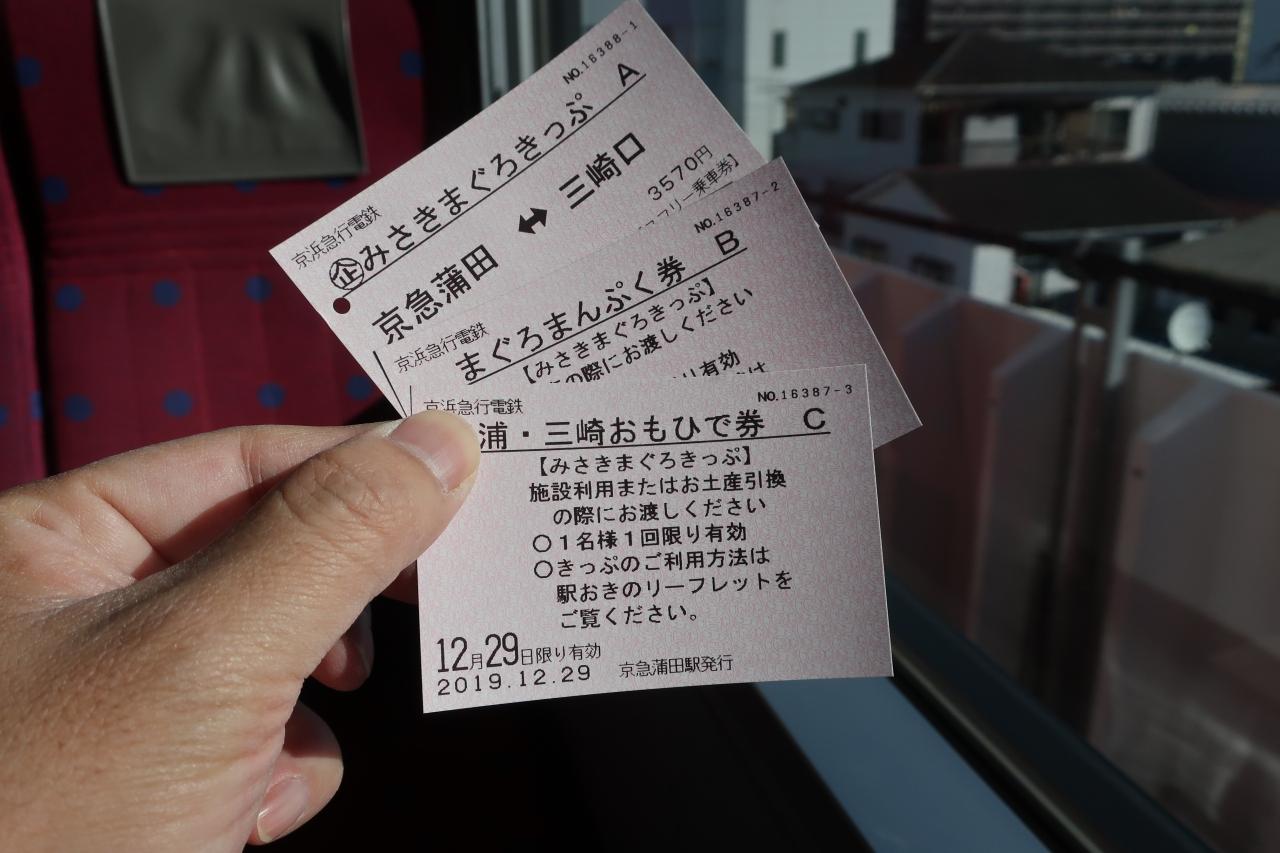 NO.16388-1
京浜急行電鉄
企みさきまぐろきっぷ A
京急蒲田 ↔ 三崎口
3570円
フリー乗車券】
NO.16387-2
京浜急行電鉄
まぐろまんぷく券 B
【みさきまぐろきっぷ】
の際にお渡しください
り有効
は
NO.16387-3
京浜急行電鉄
浦・三崎おもひで券 C
【みさきまぐろきっぷ】
施設利用またはお土産引換
の際にお渡しください
○1名様1回限り有効
○きっぷのご利用方法は
駅おきのリーフレットを
ご覧ください。
12月29日限り有効
2019.12.29 京急蒲田駅発行